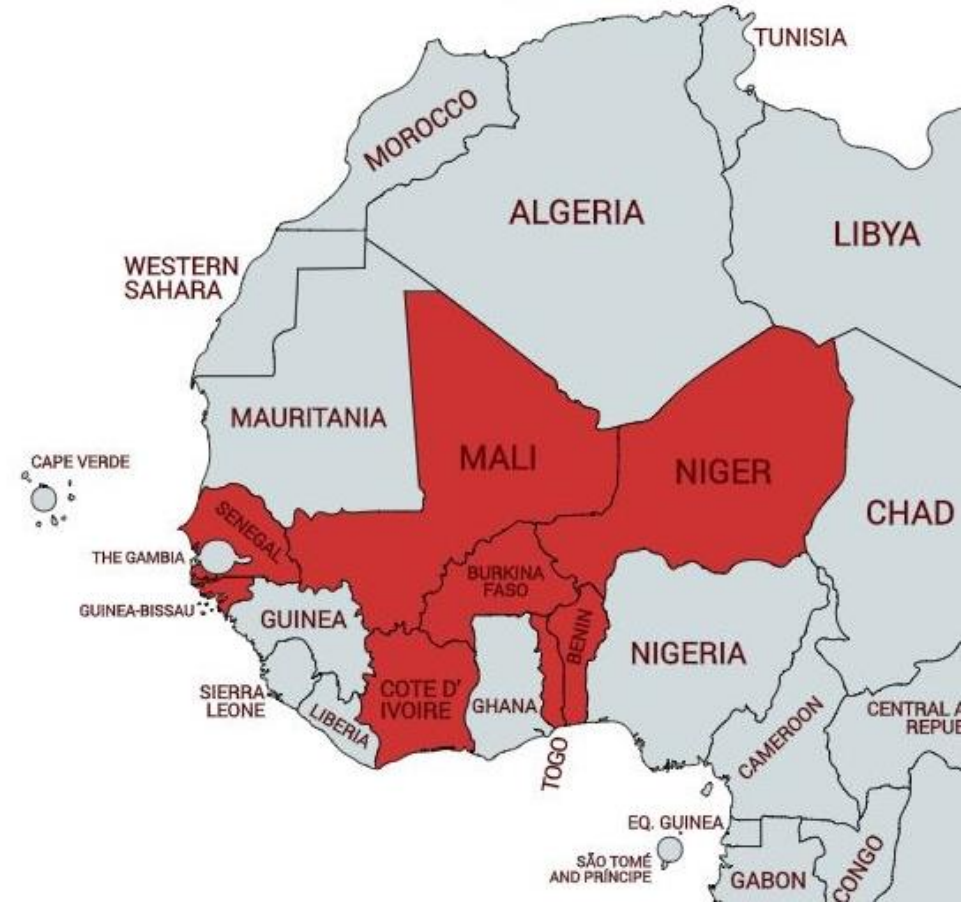 TUNISIA
MOROCCO
ALGERIA
LIBYA
WESTERN
SAHARA
MAURITANIA
MALI
NIGER
CAPE VERDE
CHAD
SENEGAL
THE GAMBIA
BURKINA
FASO
GUINEA-BISSAU
GUINEA
BENIN
NIGERIA
SIERRA
LEONE
COTE D'
IVOIRE
GHANA
LIBERIA
CENTRAL A
REPUB
CAMEROON
TOGO
EQ. GUINEA
SÃO TOMÉ
AND PRÍNCIPE
GABON
CONGO